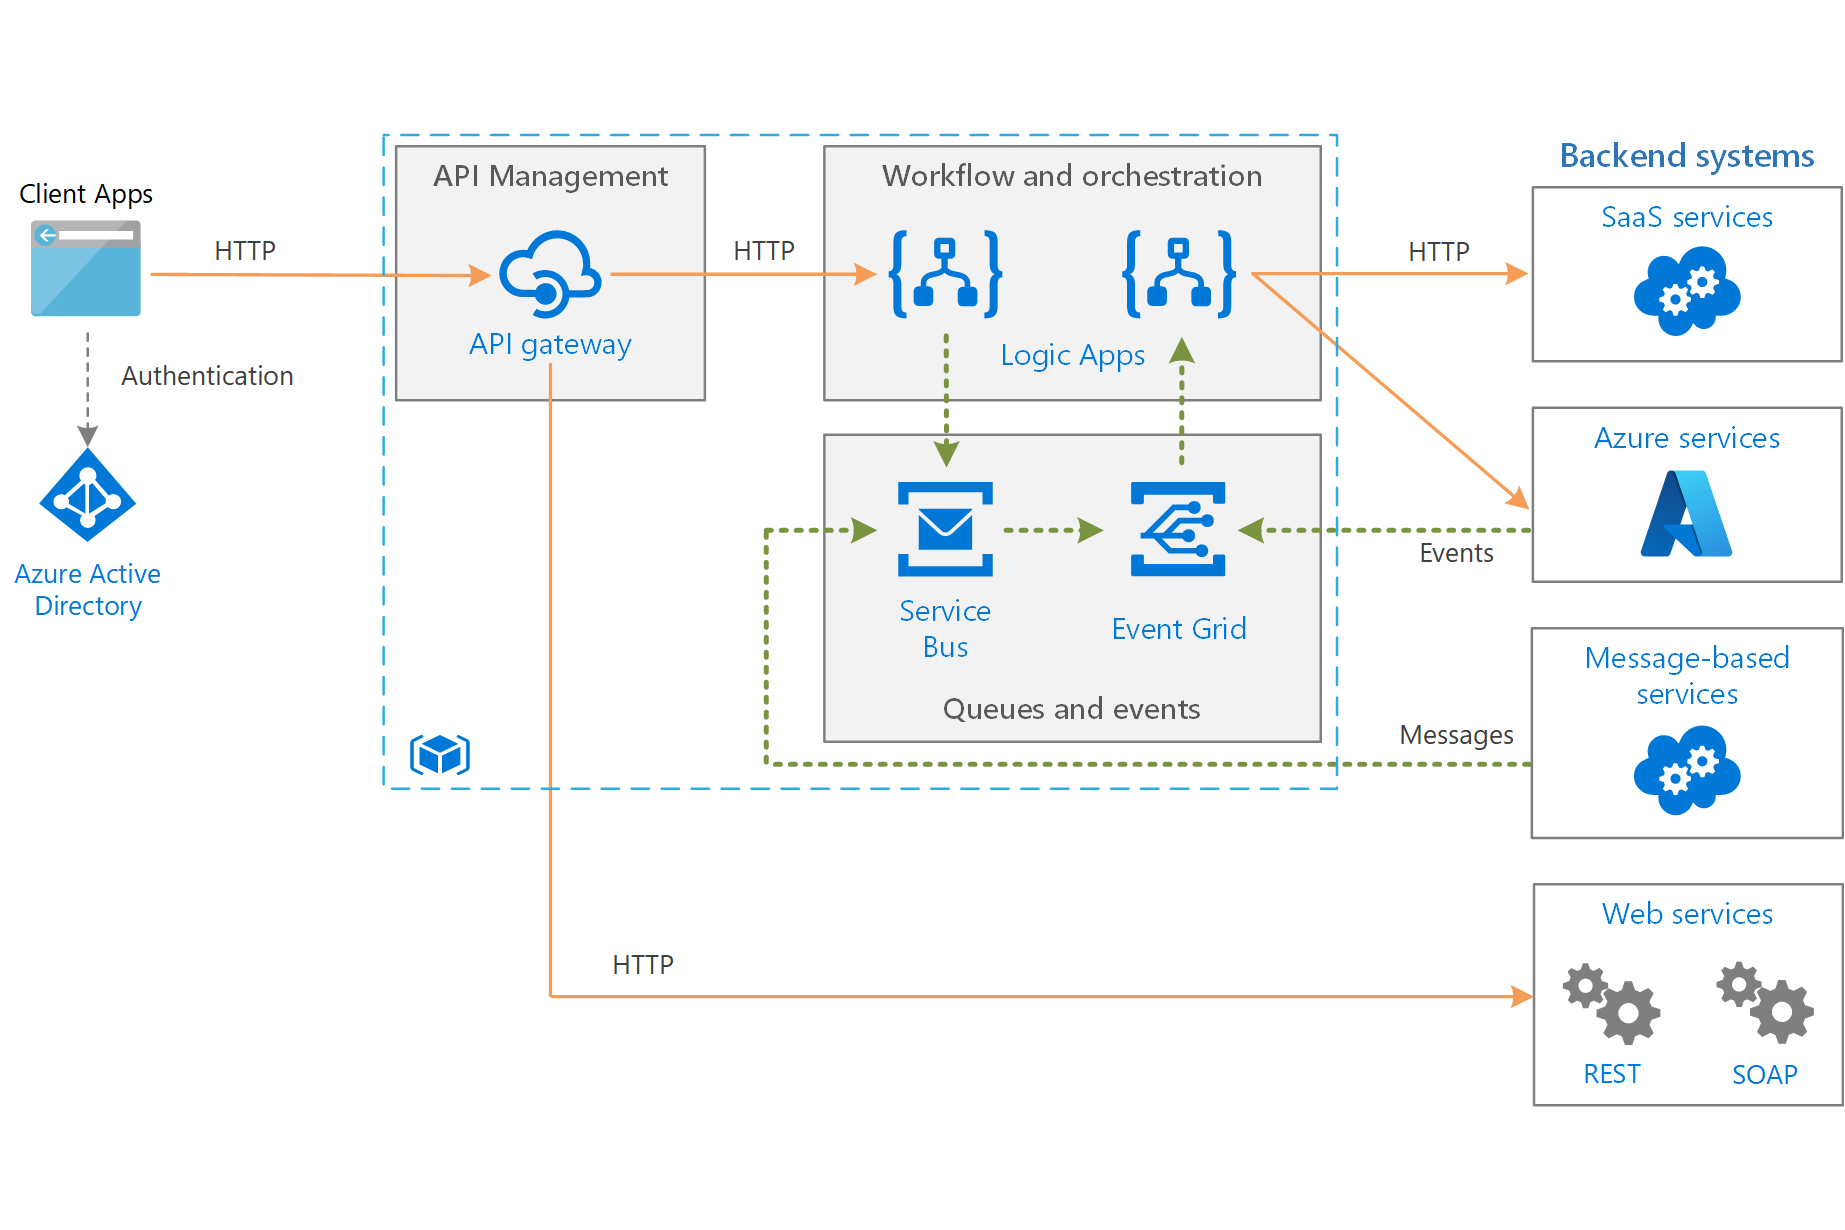 Client Apps
HTTP
Authentication
Azure Active
Directory
API Management
API gateway
HTTP
Workflow and orchestration
Logic Apps
Service
Bus
Event Grid
Queues and events
HTTP
Events
Messages
HTTP
Backend systems
SaaS services
Azure services
Message-based
services
Web services
REST
SOAP